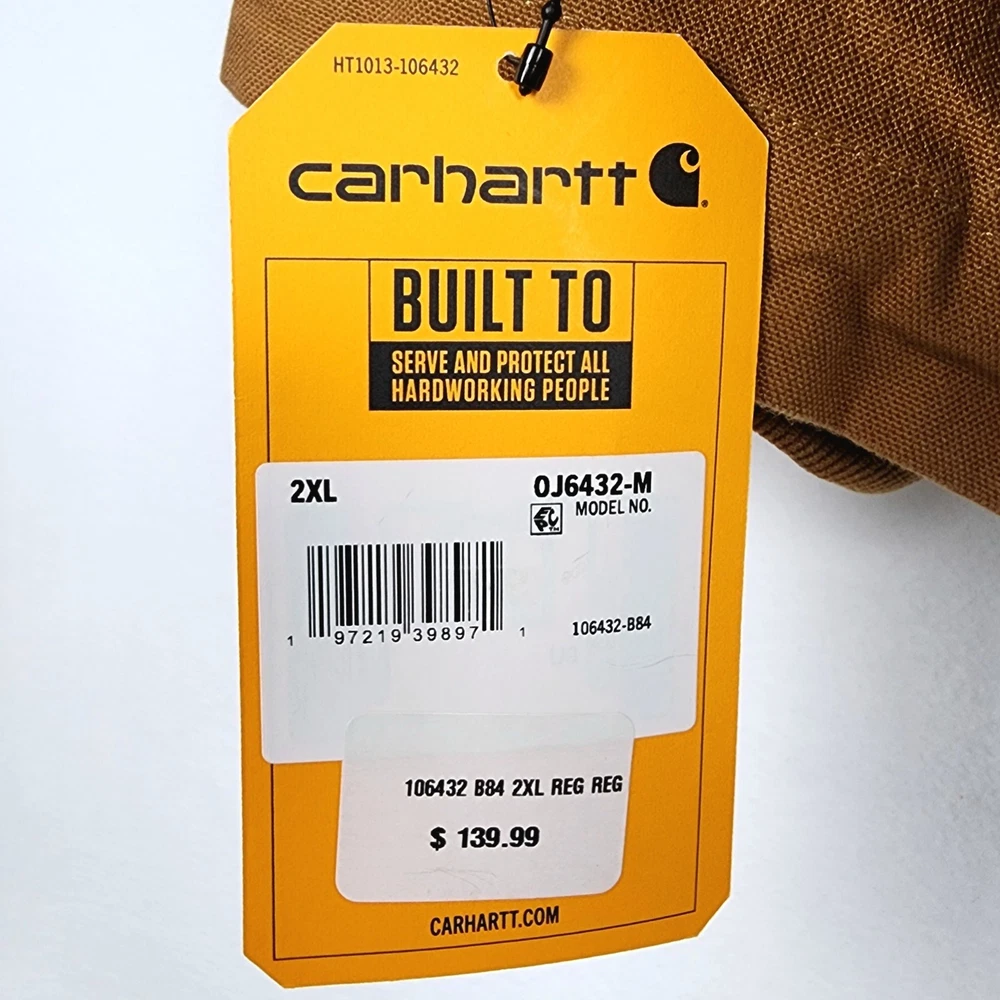 HT1013-106432
carhartt
BUILT TO
SERVE AND PROTECT ALL
HARDWORKING PEOPLE
2XL
OJ6432-M
MODEL NO.
1 97219 39897 1
106432-B84
106432 B84 2XL REG REG
$ 139.99
CARHARTT.COM